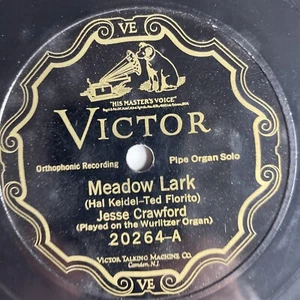 VE
"HIS MASTER'S VOICE"
VICTOR
Orthophonic Recording
Pipe Organ Solo
Meadow Lark
(Hal Keidel–Ted Fiorito)
Jesse Crawford
(Played on the Wurlitzer Organ)
20264-A
VICTOR TALKING MACHINE CO.
Camden, N.J.
VE